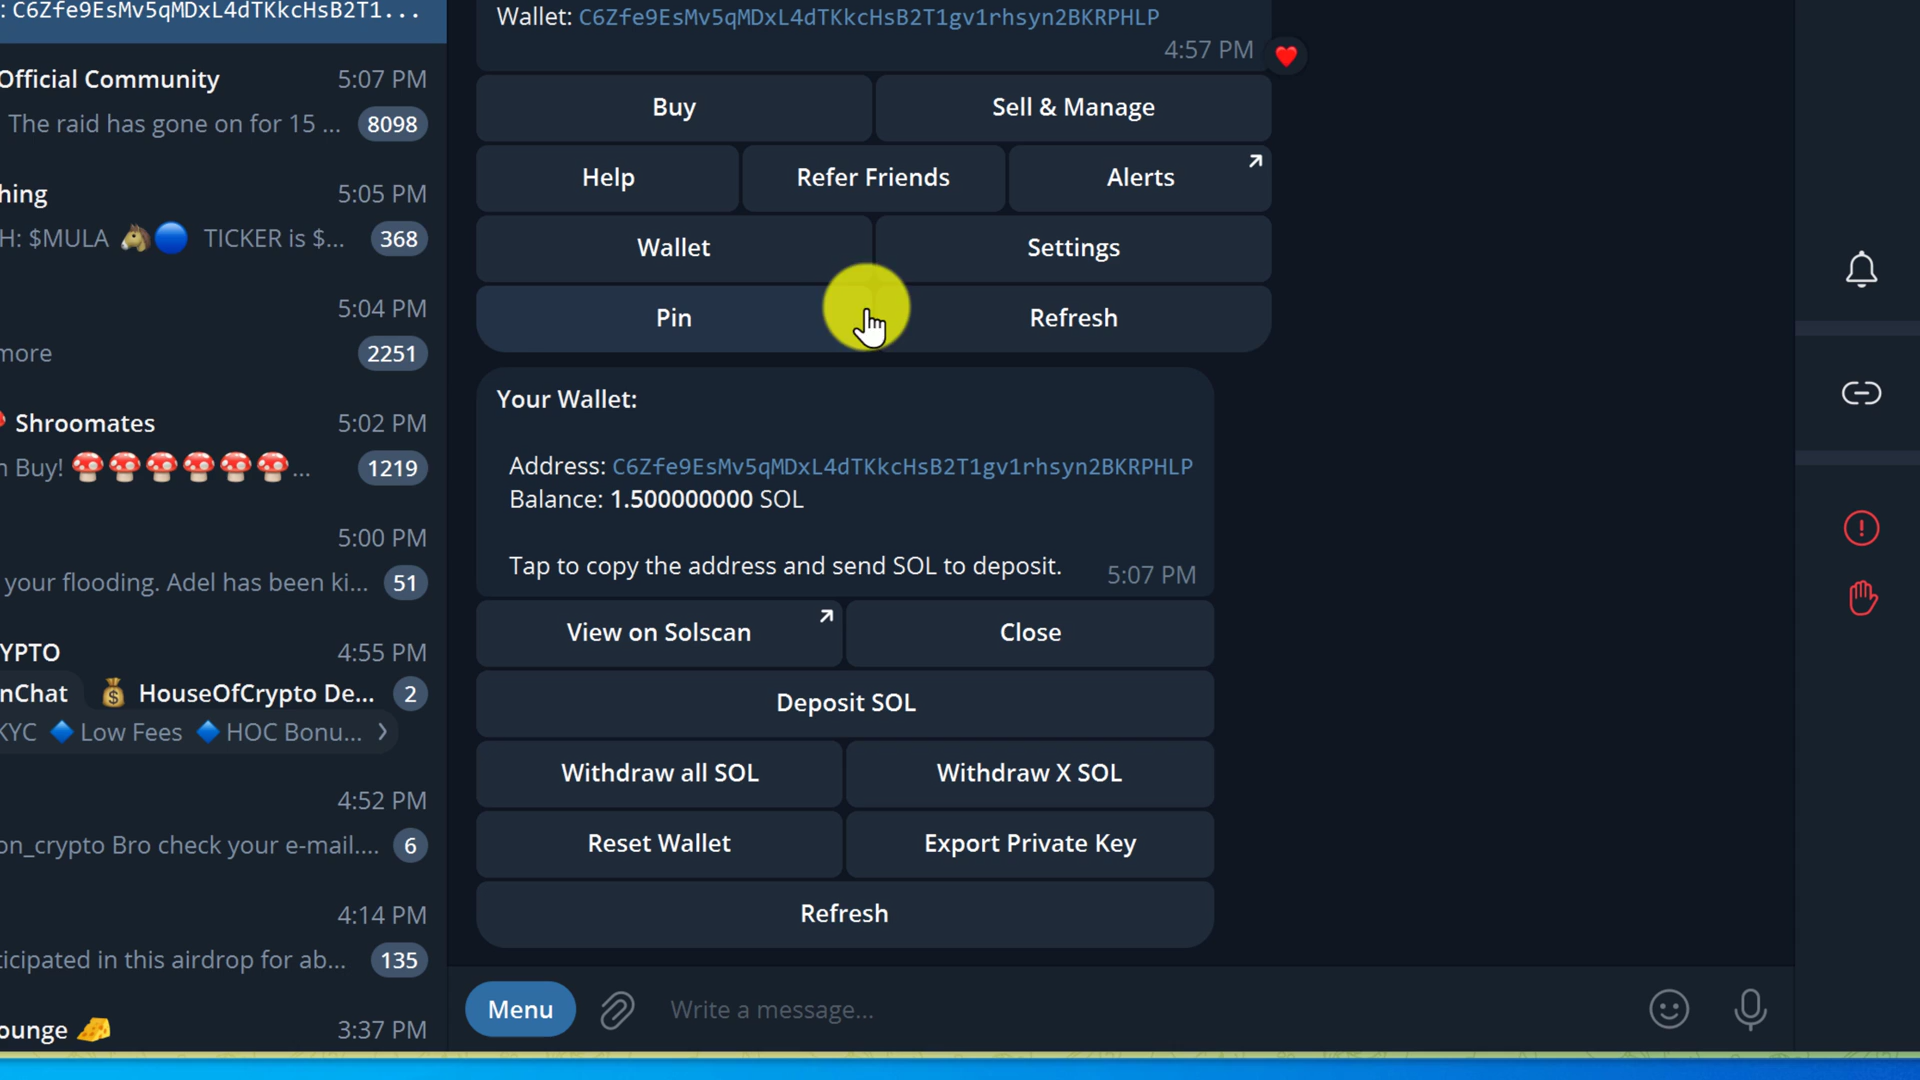 : C6Zfe9EsMv5qMDxL4dTKkcHsB2T1...
Official Community 5:07 PM
The raid has gone on for 15 ... 8098
hing 5:05 PM
H: $MULA 🐴🔵 TICKER is $... 368
5:04 PM
more 2251
Shroomates 5:02 PM
n Buy! 🍄🍄🍄🍄🍄🍄... 1219
5:00 PM
your flooding. Adel has been ki... 51
YPTO 4:55 PM
nChat 💰 HouseOfCrypto De... 2
KYC 🔷 Low Fees 🔷 HOC Bonu...
4:52 PM
on_crypto Bro check your e-mail.... 6
4:14 PM
ticipated in this airdrop for ab... 135
ounge 🧀 3:37 PM
Wallet: C6Zfe9EsMv5qMDxL4dTKkcHsB2T1gv1rhsyn2BKRPHLP
4:57 PM
Buy Sell & Manage
Help Refer Friends Alerts
Wallet Settings
Pin Refresh
Your Wallet:
Address: C6Zfe9EsMv5qMDxL4dTKkcHsB2T1gv1rhsyn2BKRPHLP
Balance: 1.500000000 SOL
Tap to copy the address and send SOL to deposit. 5:07 PM
View on Solscan Close
Deposit SOL
Withdraw all SOL Withdraw X SOL
Reset Wallet Export Private Key
Refresh
Menu Write a message...